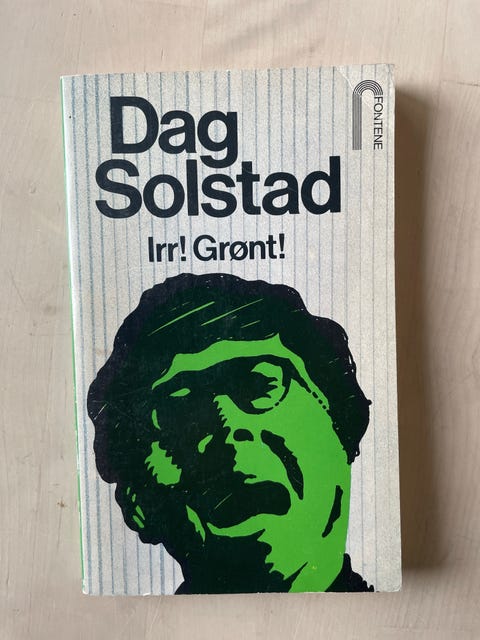 Dag
Solstad
Irr! Grønt!
FONTENE